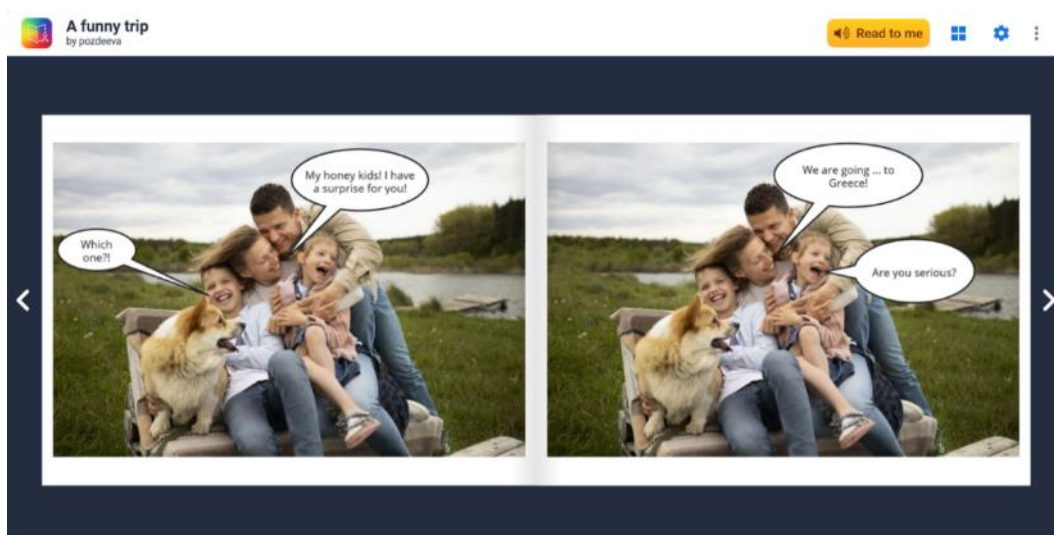 A funny trip
by pozdeeva
Read to me
My honey kids! I have
a surprise for you!
Which
one?!
We are going ... to
Greece!
Are you serious?